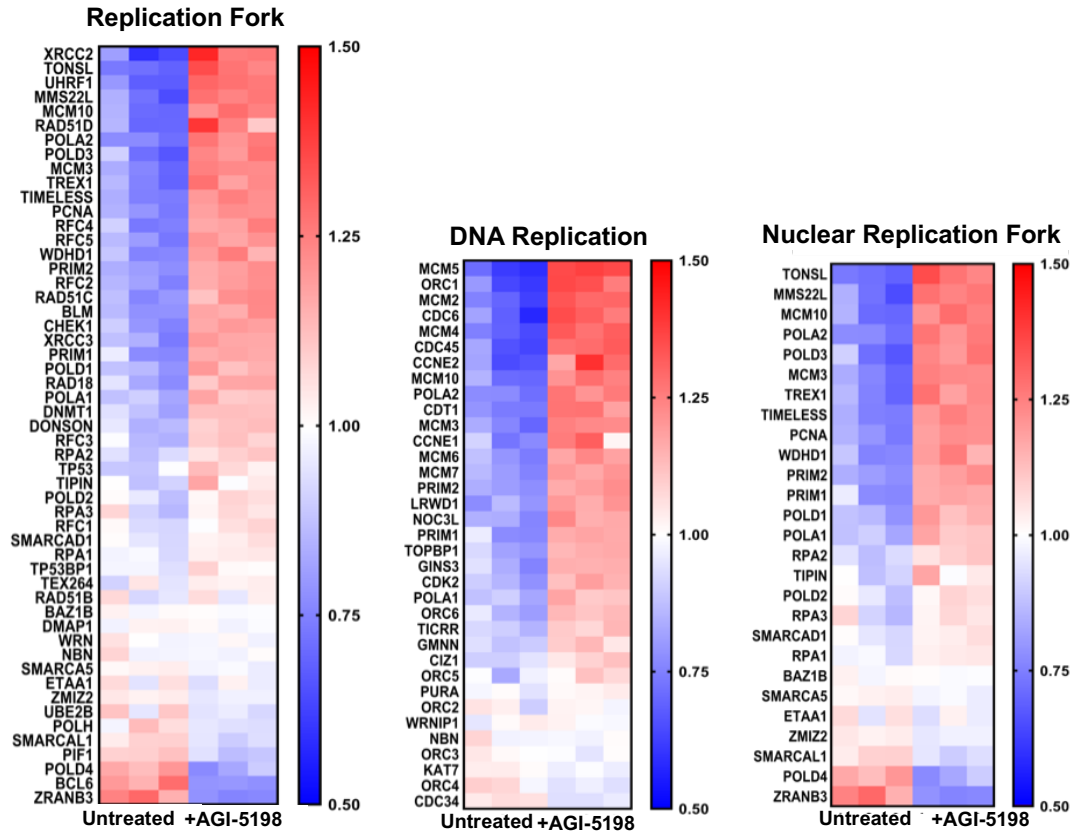 Replication Fork
XRCC2
TONSL
UHRF1
MMS22L
MCM10
RAD51D
POLA2
POLD3
MCM3
TREX1
TIMELESS
PCNA
RFC4
RFC5
WDHD1
PRIM2
RFC2
RAD51C
BLM
CHEK1
XRCC3
PRIM1
POLD1
RAD18
POLA1
DNMT1
DONSON
RFC3
RPA2
TP53
TIPIN
POLD2
RPA3
RFC1
SMARCAD1
RPA1
TP53BP1
TEX264
RAD51B
BAZ1B
DMAP1
WRN
NBN
SMARCA5
ETAA1
ZMIZ2
UBE2B
POLH
SMARCAL1
PIF1
POLD4
BCL6
ZRANB3
1.50
1.25
1.00
0.75
0.50
Untreated +AGI-5198
DNA Replication
MCM5
ORC1
MCM2
CDC6
MCM4
CDC45
CCNE2
MCM10
POLA2
CDT1
MCM3
CCNE1
MCM6
MCM7
PRIM2
LRWD1
NOC3L
PRIM1
TOPBP1
GINS3
CDK2
POLA1
ORC6
TICRR
GMNN
CIZ1
ORC5
PURA
ORC2
WRNIP1
NBN
ORC3
KAT7
ORC4
CDC34
1.50
1.25
1.00
0.75
0.50
Untreated +AGI-5198
Nuclear Replication Fork
TONSL
MMS22L
MCM10
POLA2
POLD3
MCM3
TREX1
TIMELESS
PCNA
WDHD1
PRIM2
PRIM1
POLD1
POLA1
RPA2
TIPIN
POLD2
RPA3
SMARCAD1
RPA1
BAZ1B
SMARCA5
ETAA1
ZMIZ2
SMARCAL1
POLD4
ZRANB3
1.50
1.25
1.00
0.75
0.50
Untreated +AGI-5198